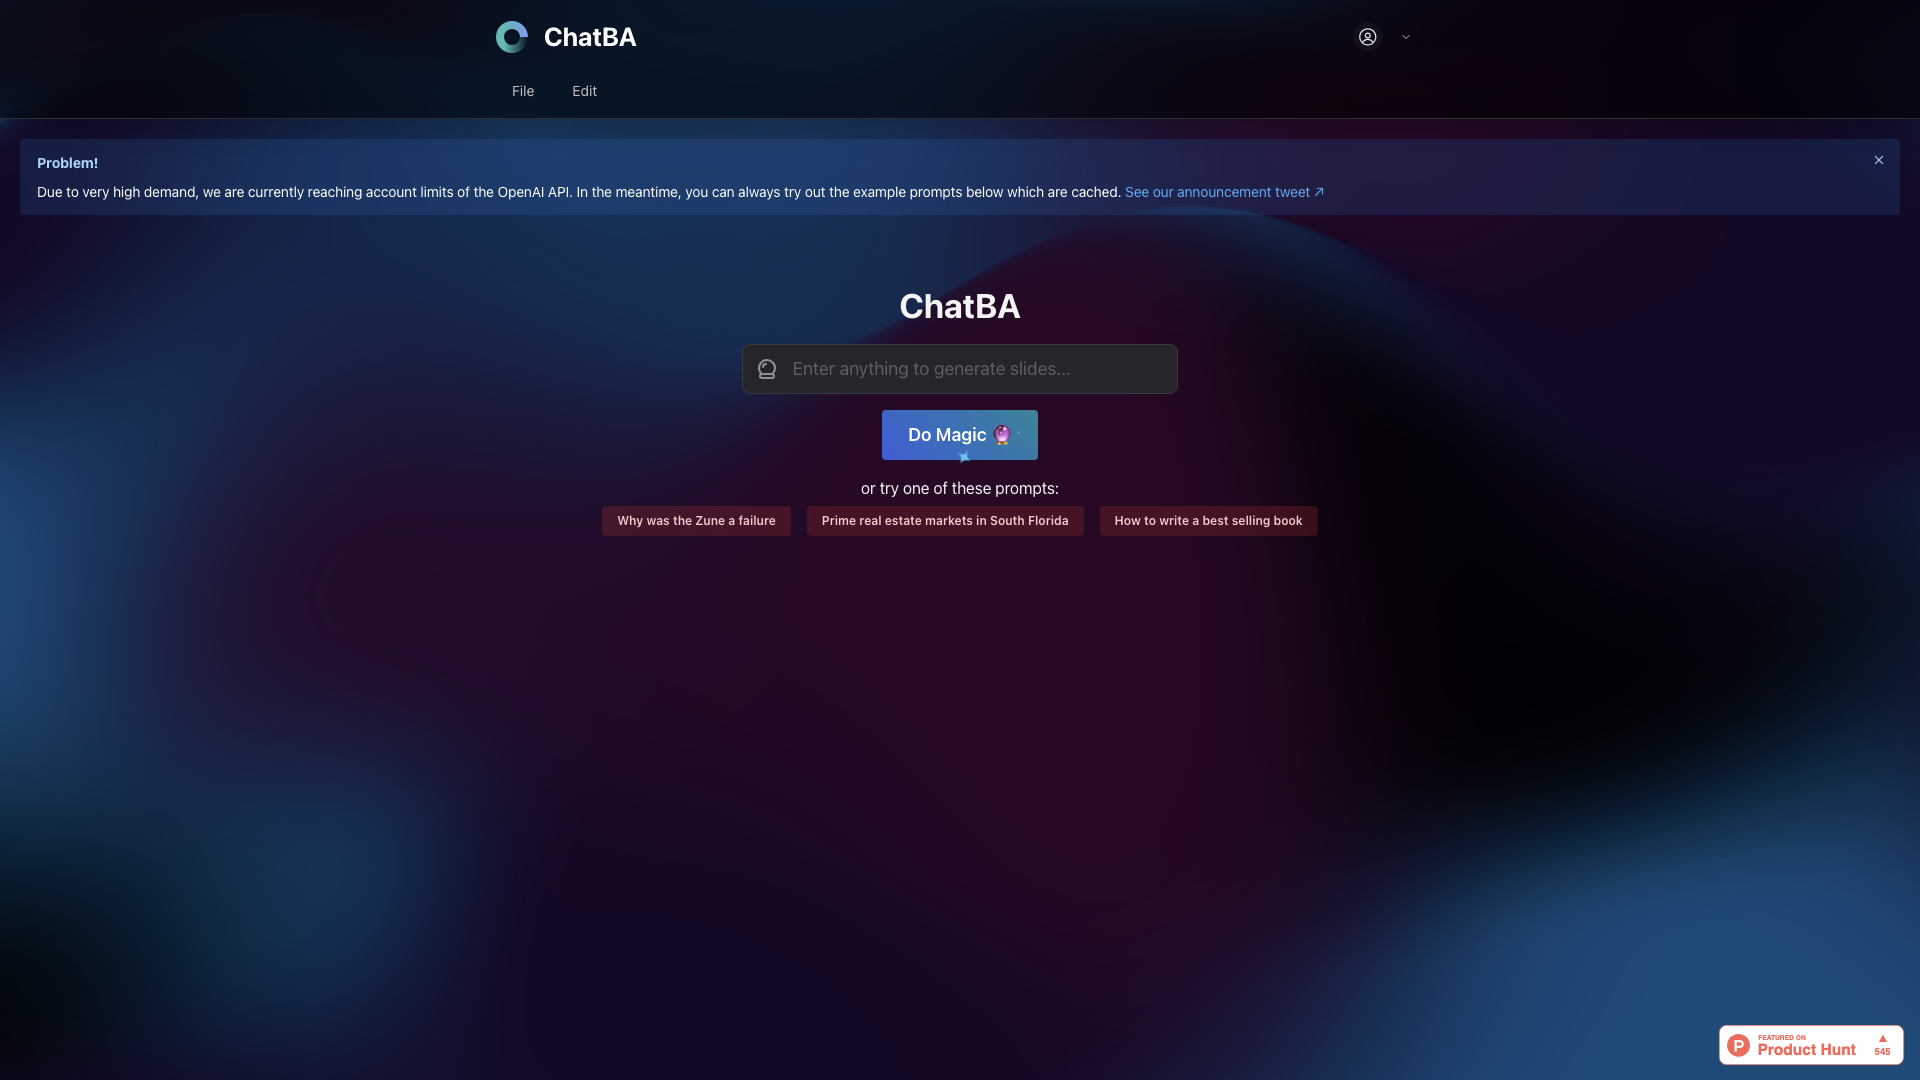 ChatBA
File Edit
Problem!
Due to very high demand, we are currently reaching account limits of the OpenAI API. In the meantime, you can always try out the example prompts below which are cached. See our announcement tweet ↗
ChatBA
Enter anything to generate slides...
Do Magic 🔮
or try one of these prompts:
Why was the Zune a failure
Prime real estate markets in South Florida
How to write a best selling book
P
FEATURED ON
Product Hunt
▲
545